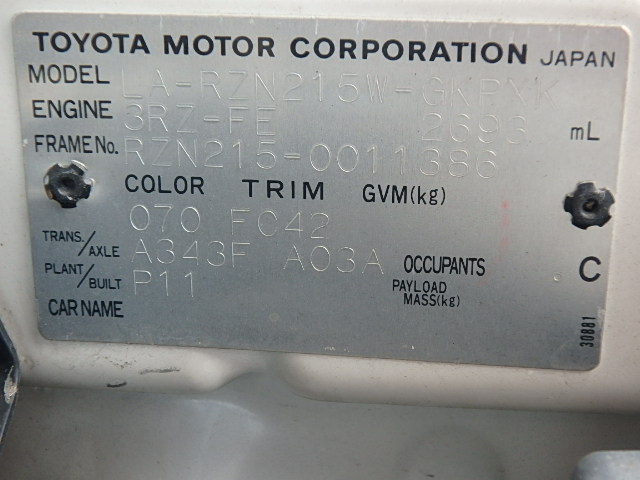 TOYOTA MOTOR CORPORATION JAPAN
MODEL LA-RZN215W-GKPXK
ENGINE 3RZ-FE 2693 mL
FRAME No. RZN215-0011386
COLOR TRIM GVM(kg)
070 FC42
TRANS./AXLE A343F A03A OCCUPANTS C
PLANT/BUILT P11 PAYLOAD MASS(kg)
CAR NAME
30881